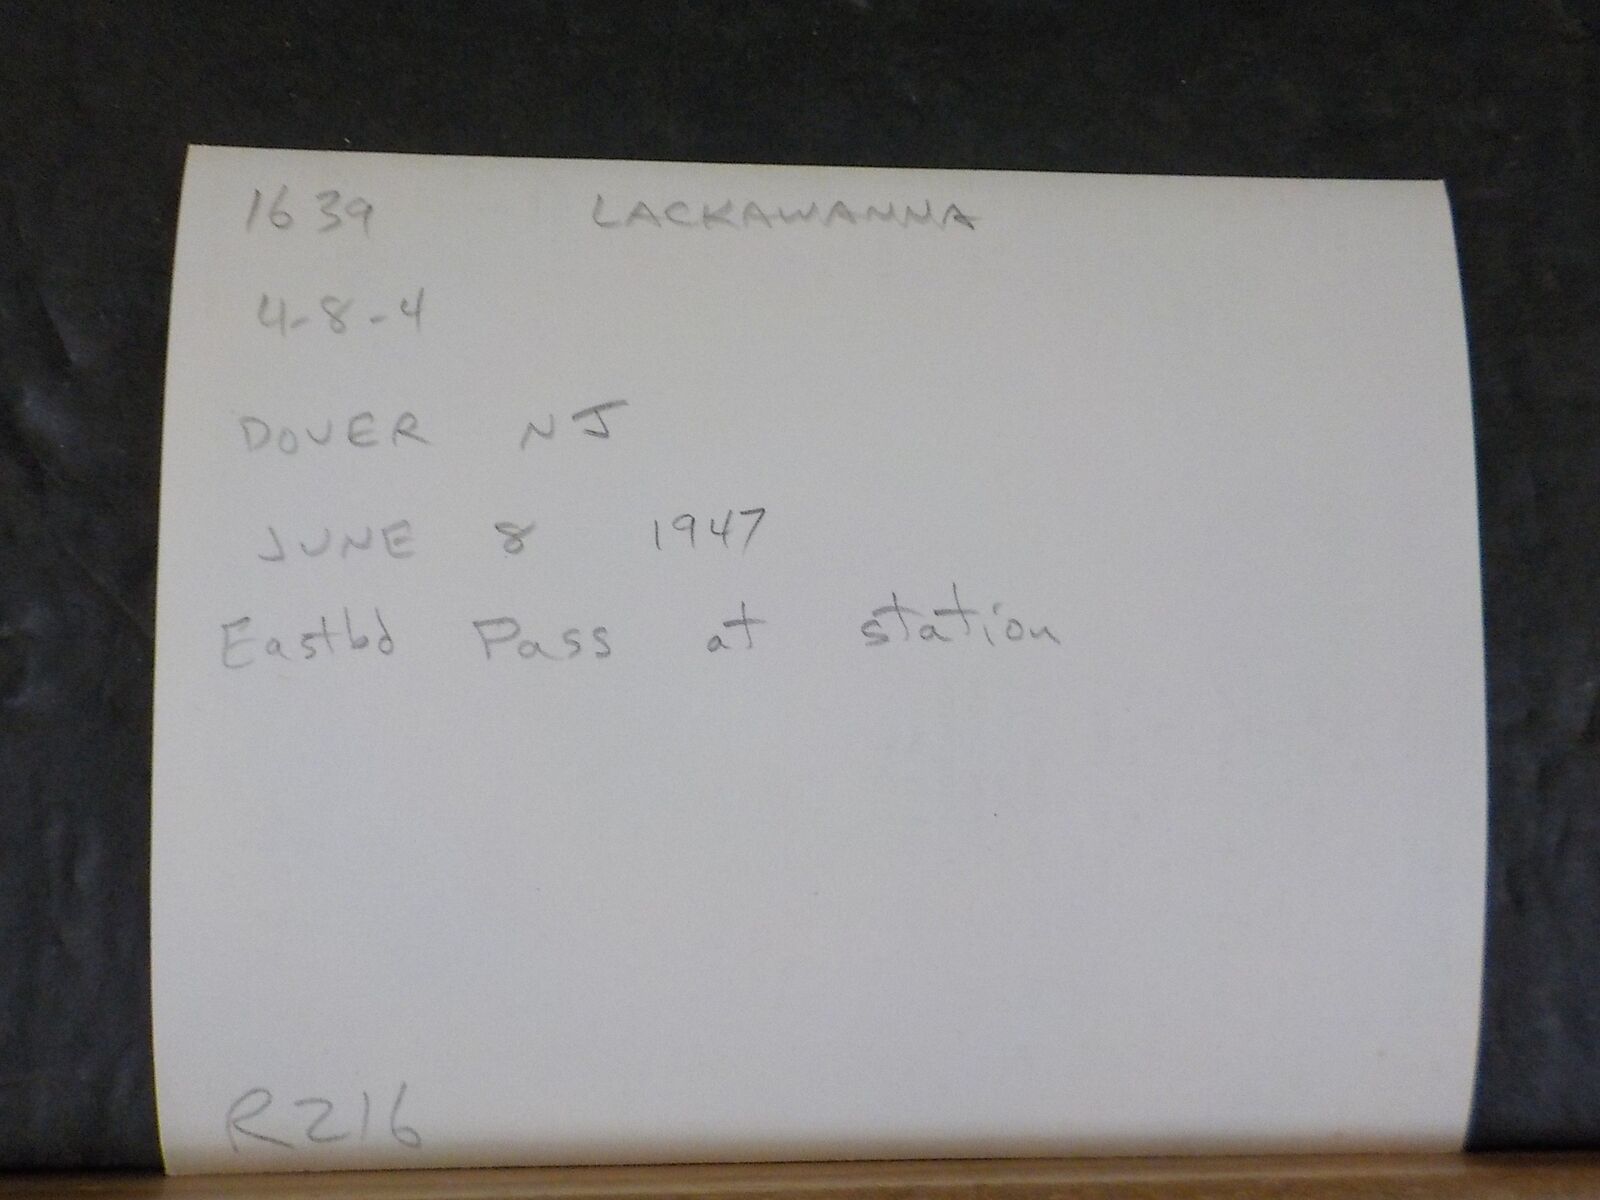 1639 LACKAWANNA
4-8-4
DOVER NJ
JUNE 8 1947
Eastbd Pass at station
R216